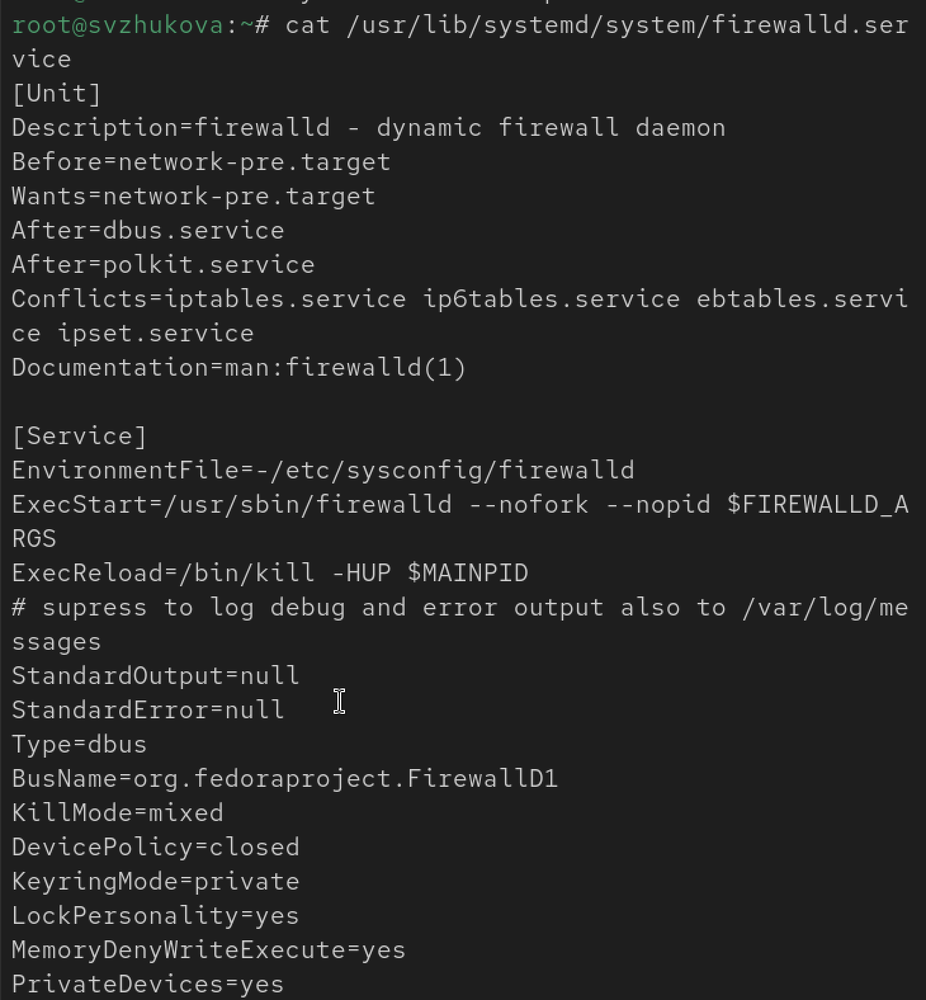 root@svzhukova:~# cat /usr/lib/systemd/system/firewalld.ser
vice
[Unit]
Description=firewalld - dynamic firewall daemon
Before=network-pre.target
Wants=network-pre.target
After=dbus.service
After=polkit.service
Conflicts=iptables.service ip6tables.service ebtables.servi
ce ipset.service
Documentation=man:firewalld(1)

[Service]
EnvironmentFile=-/etc/sysconfig/firewalld
ExecStart=/usr/sbin/firewalld --nofork --nopid $FIREWALLD_A
RGS
ExecReload=/bin/kill -HUP $MAINPID
# supress to log debug and error output also to /var/log/me
ssages
StandardOutput=null
StandardError=null
Type=dbus
BusName=org.fedoraproject.FirewallD1
KillMode=mixed
DevicePolicy=closed
KeyringMode=private
LockPersonality=yes
MemoryDenyWriteExecute=yes
PrivateDevices=yes